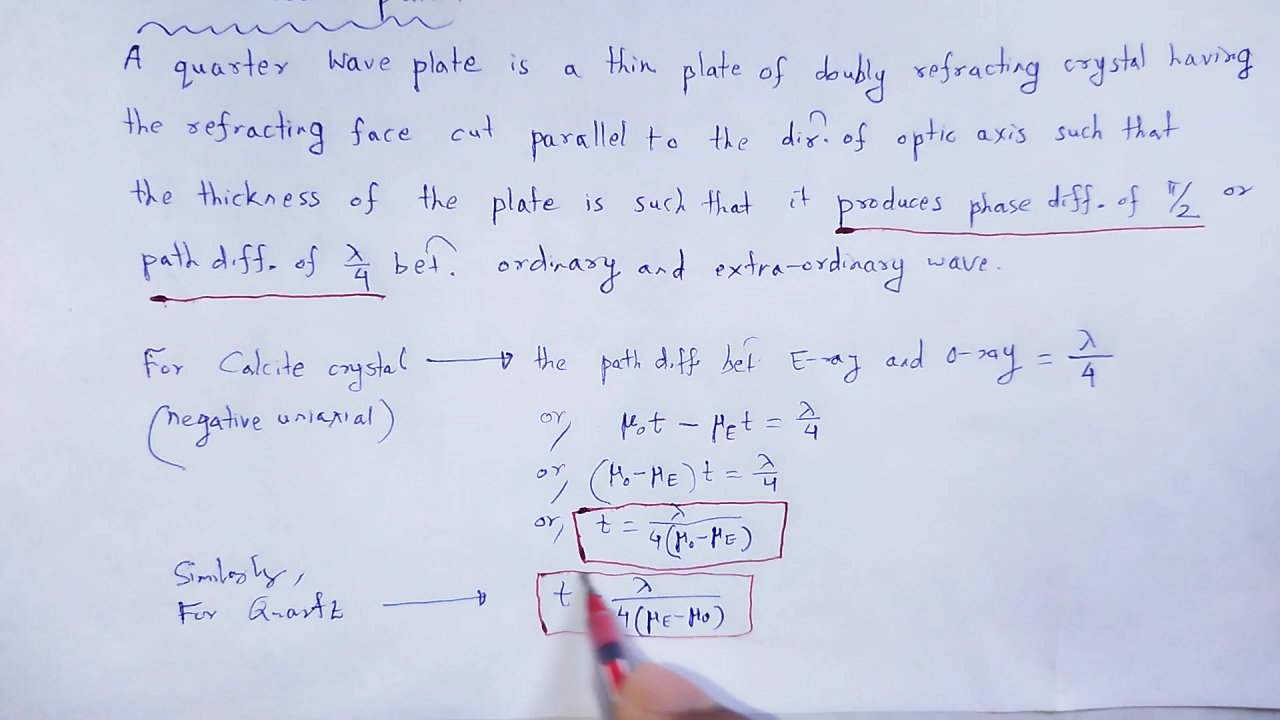 A quarter wave plate is a thin plate of doubly refracting crystal having
the refracting face cut parallel to the dirⁿ. of optic axis such that
the thickness of the plate is such that it produces phase diff. of π/2 or
path diff. of λ/4 betⁿ. ordinary and extra-ordinary wave.
For Calcite crystal → the path diff betⁿ. E-ray and O-ray = λ/4
(negative uniaxial)
or, μ₀t - μ_E t = λ/4
or, (μ₀-μ_E)t = λ/4
or, t = λ/4(μ₀-μ_E)
Similarly,
For Quartz → t λ/4(μ_E-μ₀)